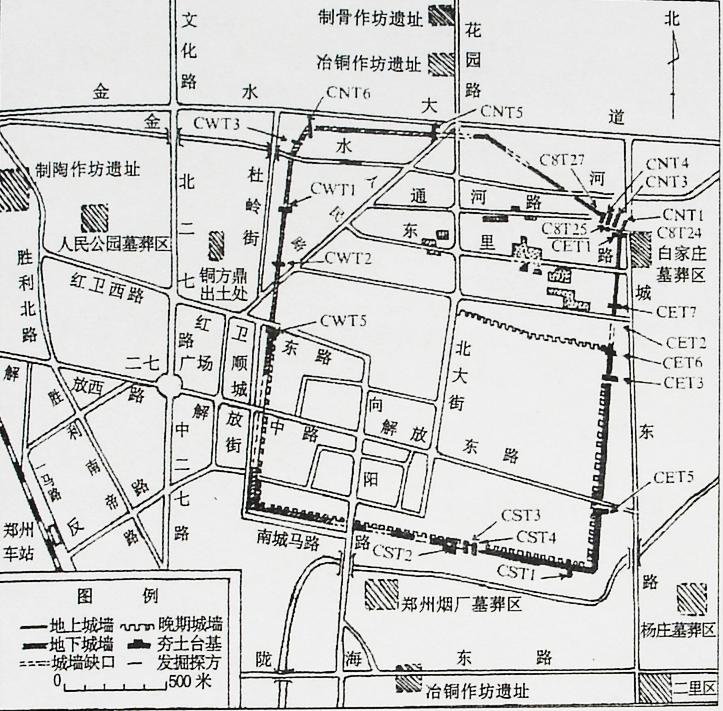 制骨作坊遗址
冶铜作坊遗址
文化路
花园路
北
金水大道
金水河
CNT6
CNT5
CWT3
C8T27
CNT4
CNT3
CNT1
C8T25
C8T24
CET1
白家庄
墓葬区
制陶作坊遗址
人民公园墓葬区
北二七路
杜岭街
铜方鼎
出土处
CWT1
人民路
通河路
东里路
CWT2
城东路
CET7
CET2
CET6
CET3
胜利北路
红卫西路
红卫东路
CWT5
二七广场
路
顺城街
北大街
解放西路
解放中路
解放东路
向阳路
中二七路
胜利南路
一马路
反帝路
郑州
车站
CET5
南城马路
CST3
CST4
CST2
CST1
郑州烟厂墓葬区
杨庄墓葬区
陇海东路
冶铜作坊遗址
二里区
图例
地上城墙
晚期城墙
地下城墙
夯土台基
城墙缺口
发掘探方
0 500米